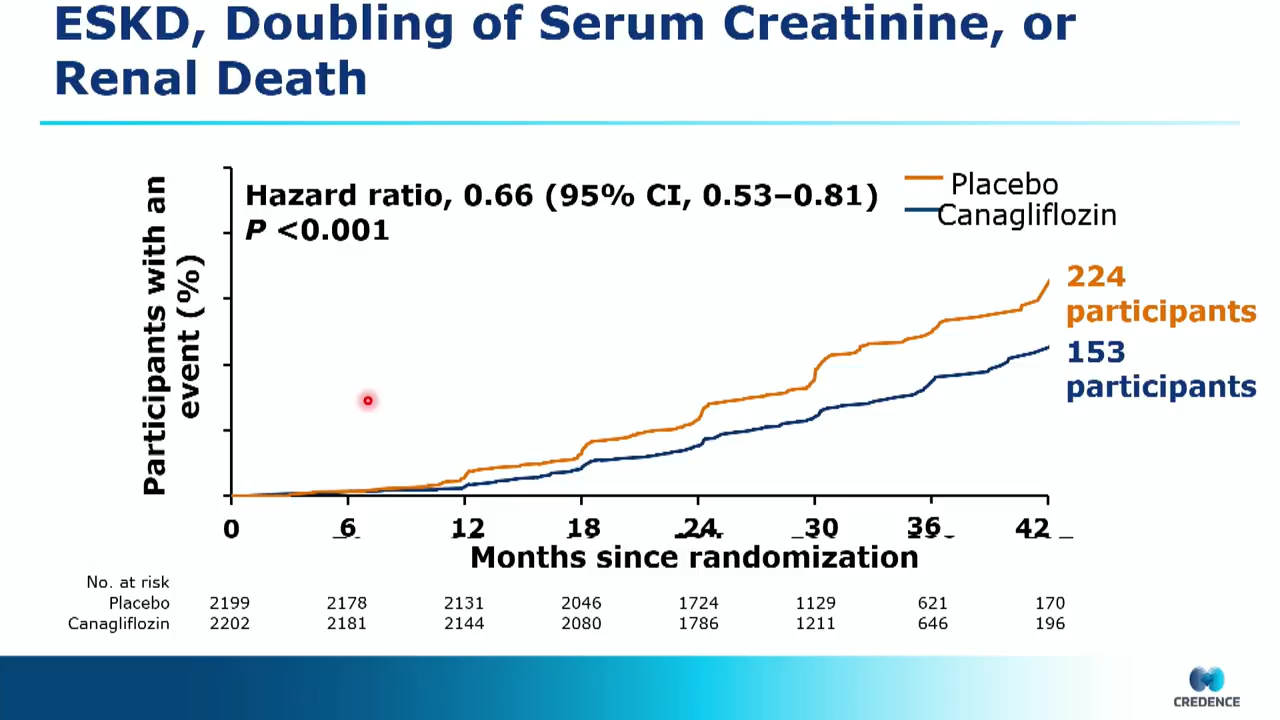 ESKD, Doubling of Serum Creatinine, or
Renal Death
Participants with an
event (%)
Hazard ratio, 0.66 (95% CI, 0.53–0.81)
P <0.001
Placebo
Canagliflozin
224
participants
153
participants
0 6 12 18 24 30 36 42
Months since randomization
No. at risk
Placebo 2199 2178 2131 2046 1724 1129 621 170
Canagliflozin 2202 2181 2144 2080 1786 1211 646 196
CREDENCE